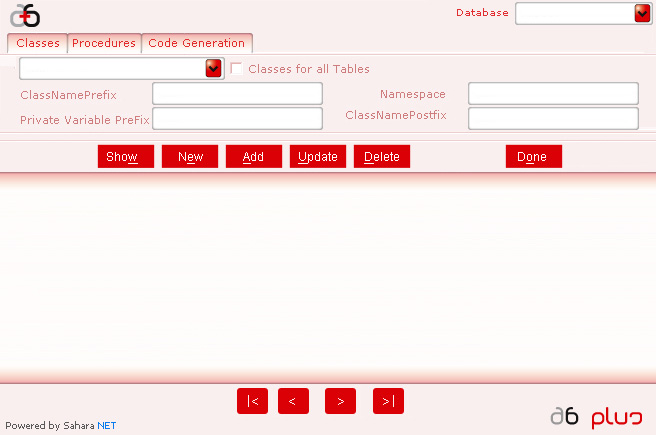 Database
Classes Procedures Code Generation
Classes for all Tables
ClassNamePrefix Namespace
Private Variable PreFix ClassNamePostfix
Show New Add Update Delete Done
|< < > >|
a6 plus
Powered by Sahara NET